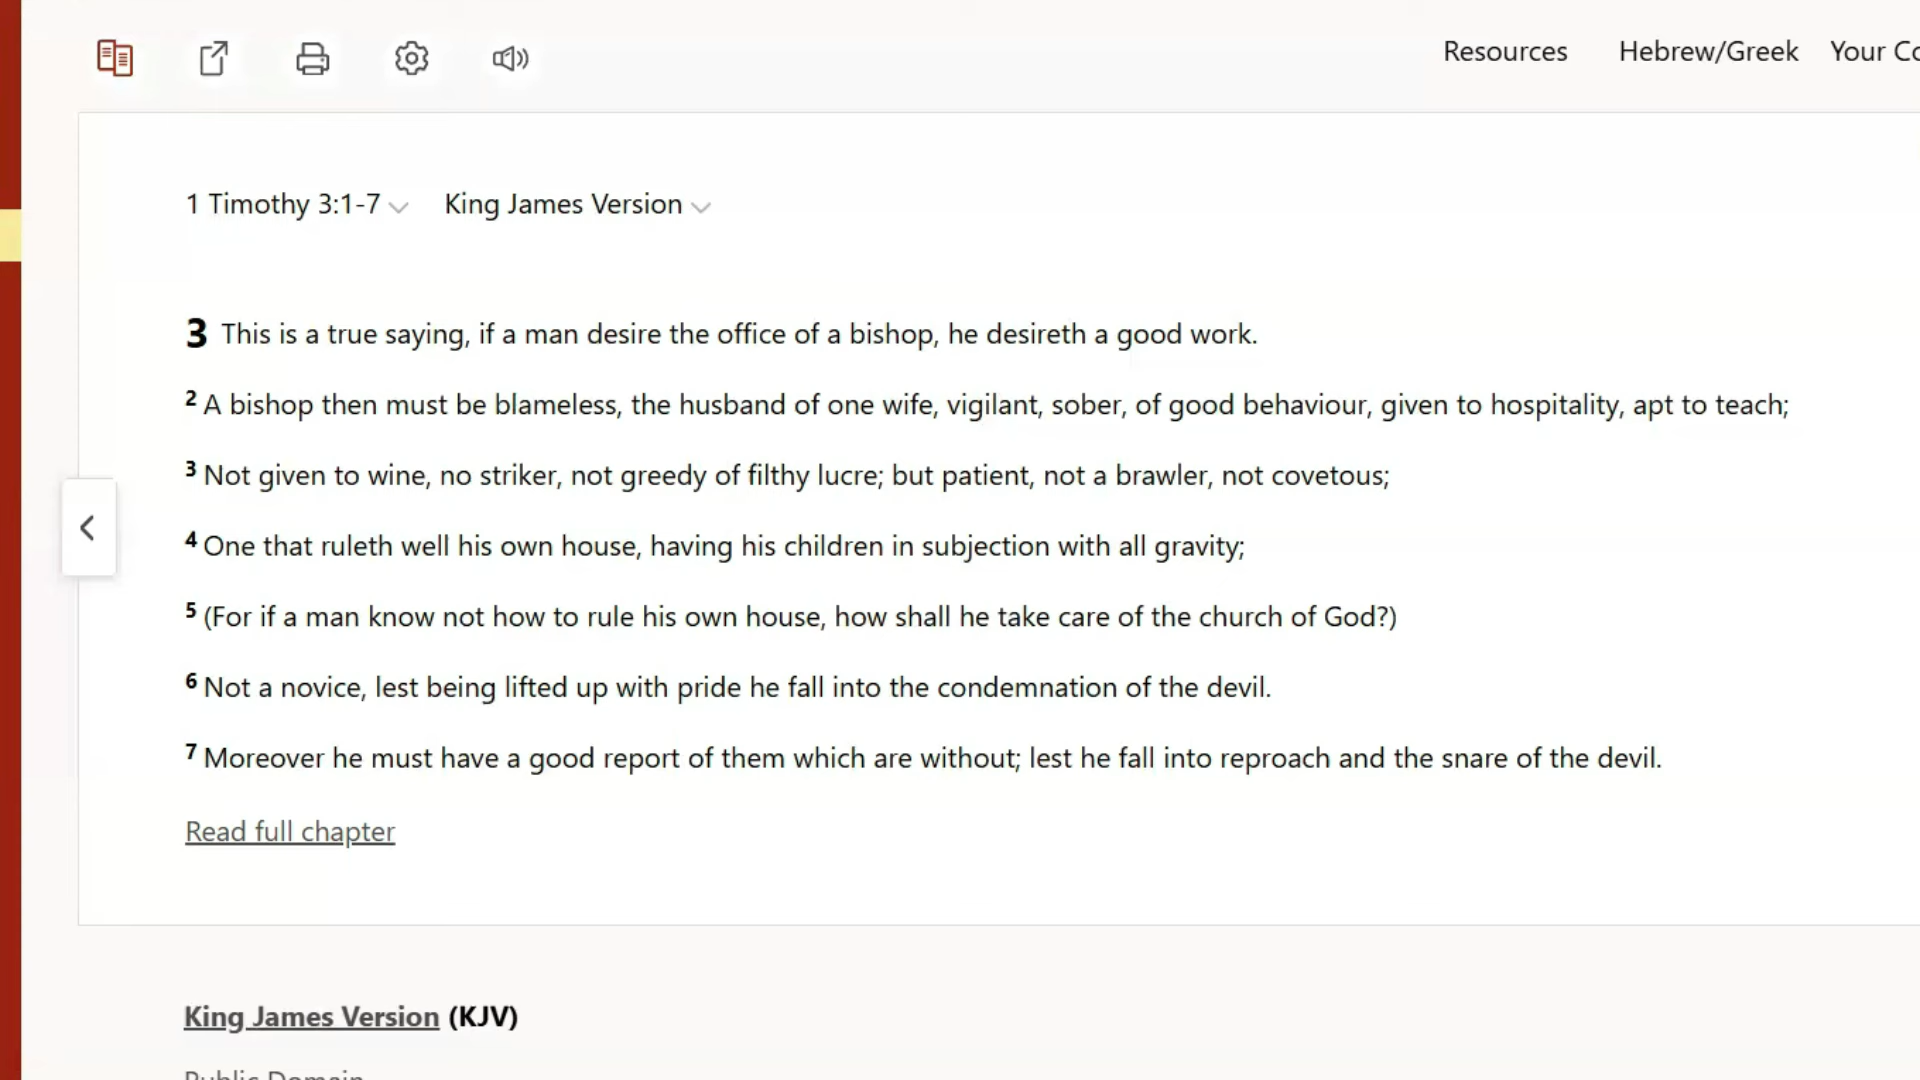 Resources Hebrew/Greek Your Co
1 Timothy 3:1-7 King James Version
3 This is a true saying, if a man desire the office of a bishop, he desireth a good work.
2 A bishop then must be blameless, the husband of one wife, vigilant, sober, of good behaviour, given to hospitality, apt to teach;
3 Not given to wine, no striker, not greedy of filthy lucre; but patient, not a brawler, not covetous;
4 One that ruleth well his own house, having his children in subjection with all gravity;
5 (For if a man know not how to rule his own house, how shall he take care of the church of God?)
6 Not a novice, lest being lifted up with pride he fall into the condemnation of the devil.
7 Moreover he must have a good report of them which are without; lest he fall into reproach and the snare of the devil.
Read full chapter
King James Version (KJV)
Public Domain